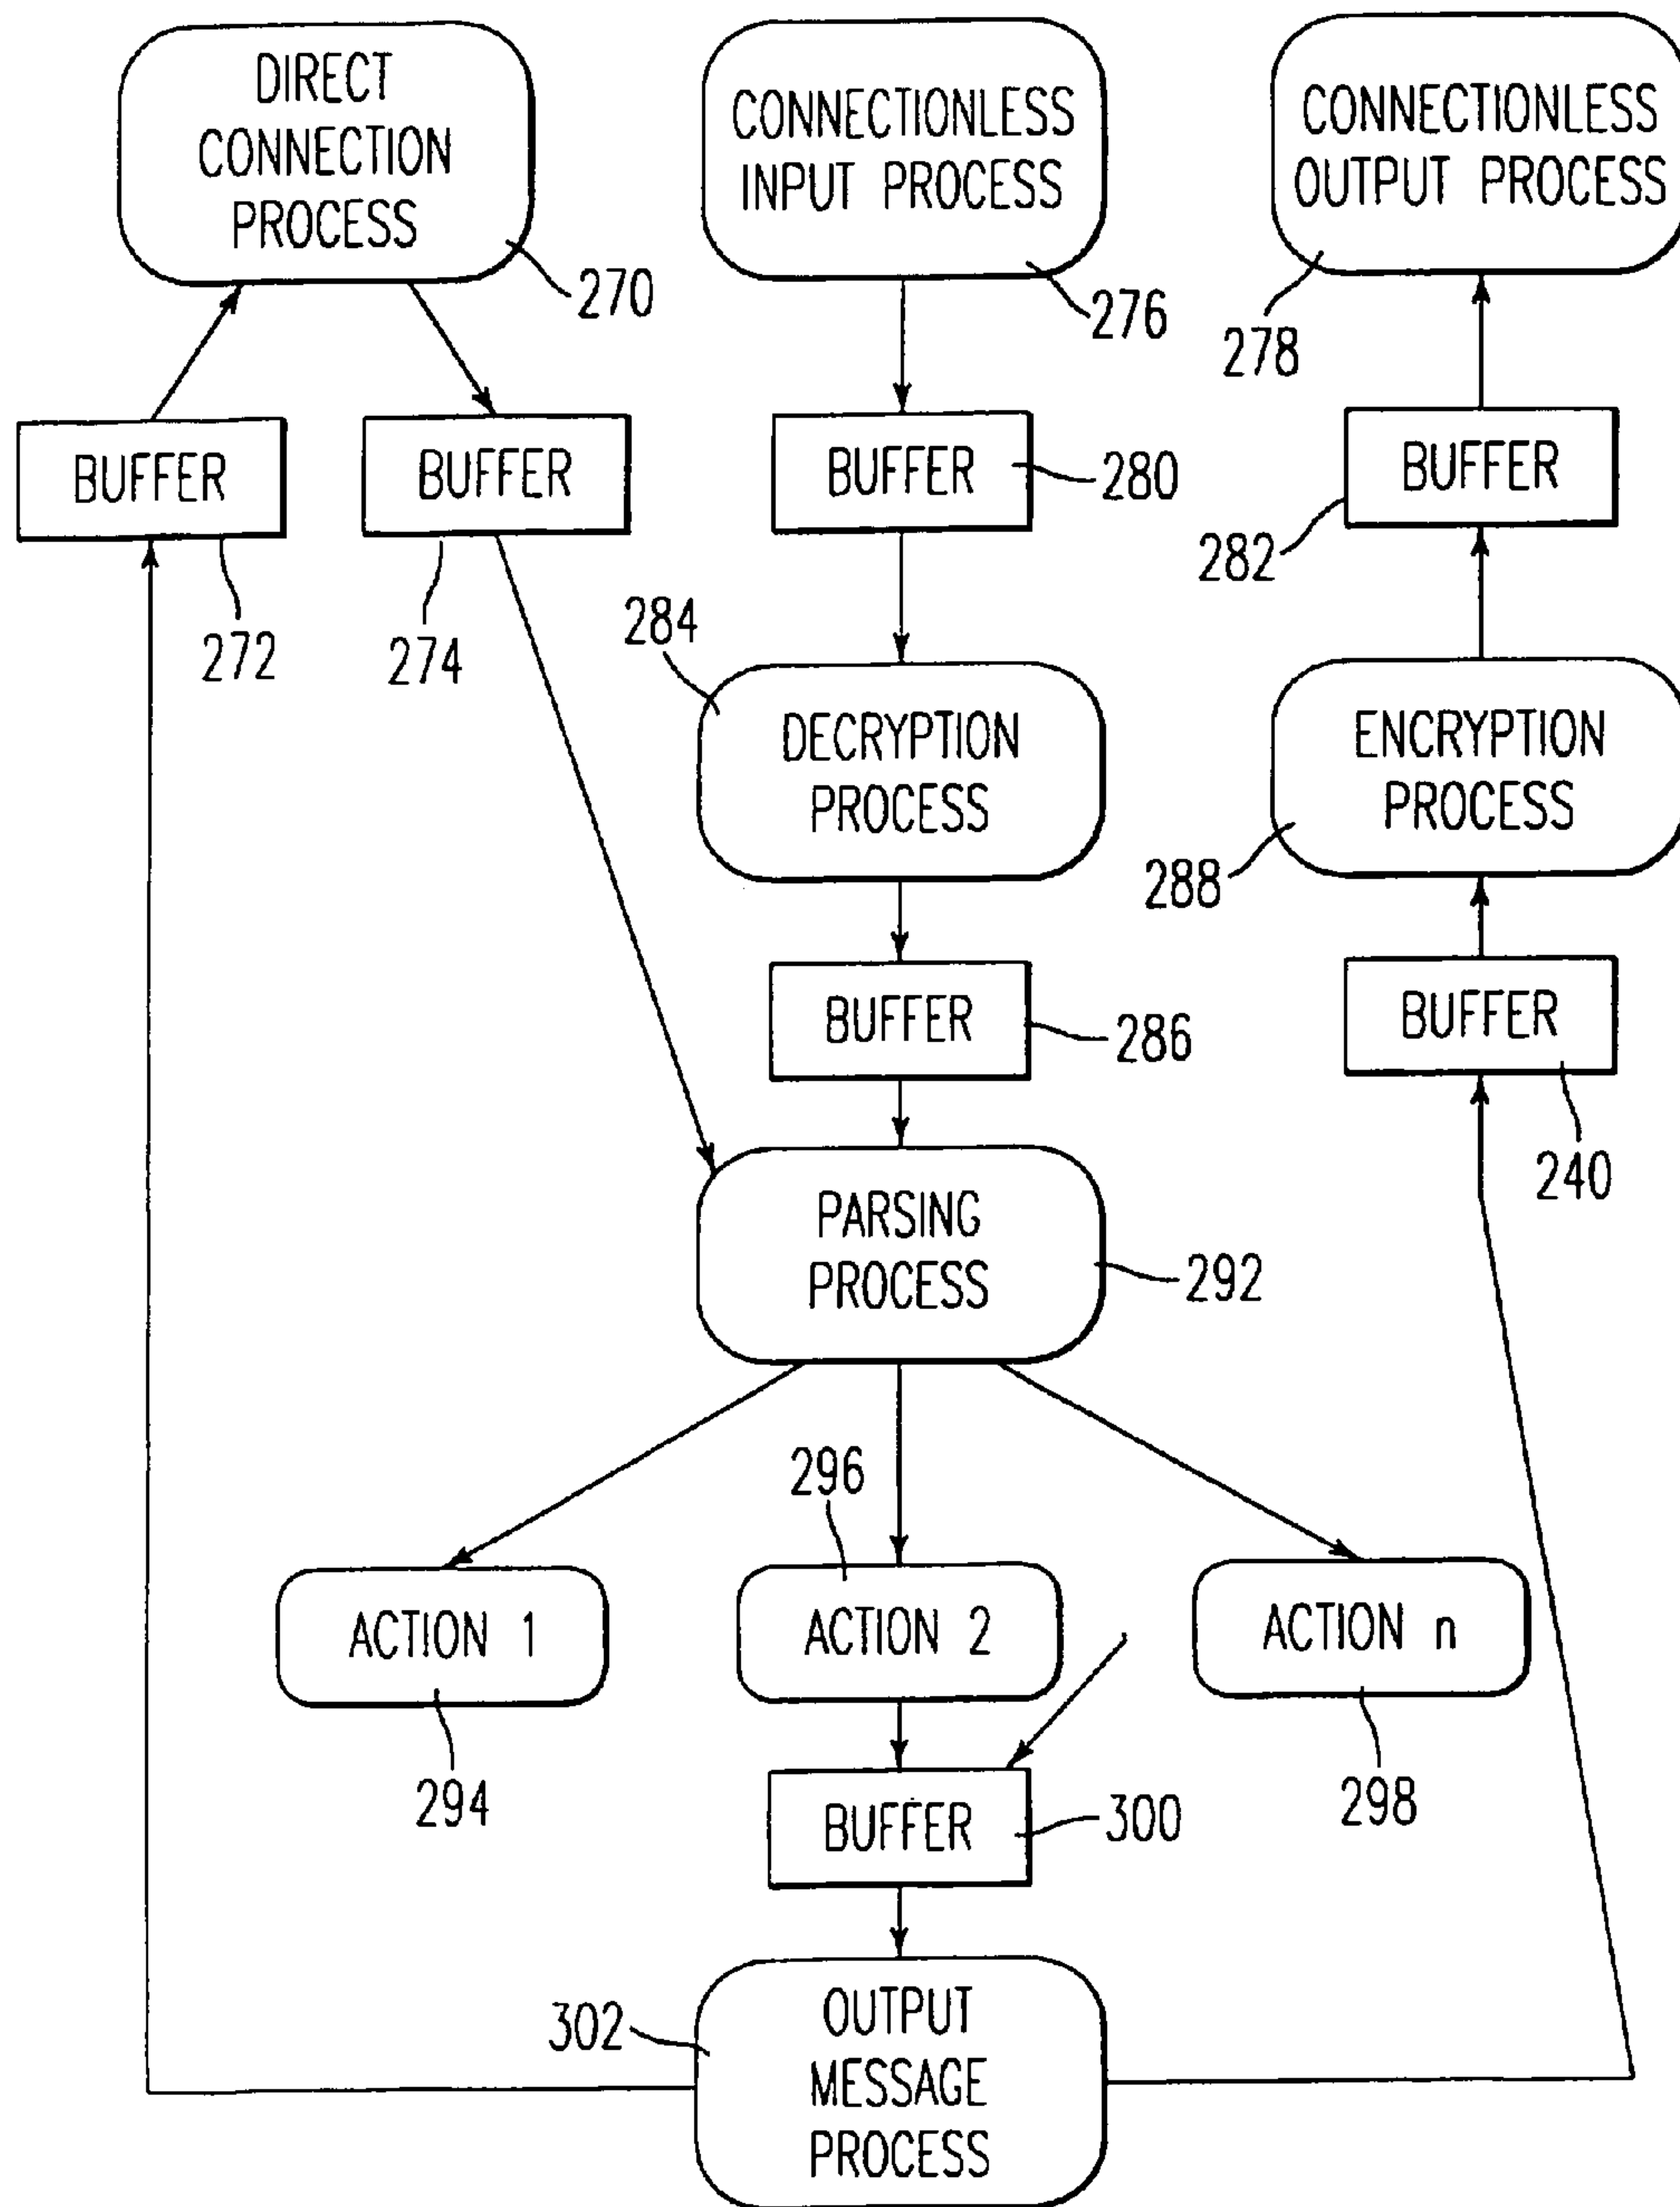 DIRECT
CONNECTION
PROCESS
270
CONNECTIONLESS
INPUT PROCESS
276
CONNECTIONLESS
OUTPUT PROCESS
278
BUFFER
272
BUFFER
274
BUFFER
280
BUFFER
282
284
DECRYPTION
PROCESS
ENCRYPTION
PROCESS
288
BUFFER
286
BUFFER
240
PARSING
PROCESS
292
ACTION 1
294
296
ACTION 2
ACTION n
298
BUFFER
300
302
OUTPUT
MESSAGE
PROCESS